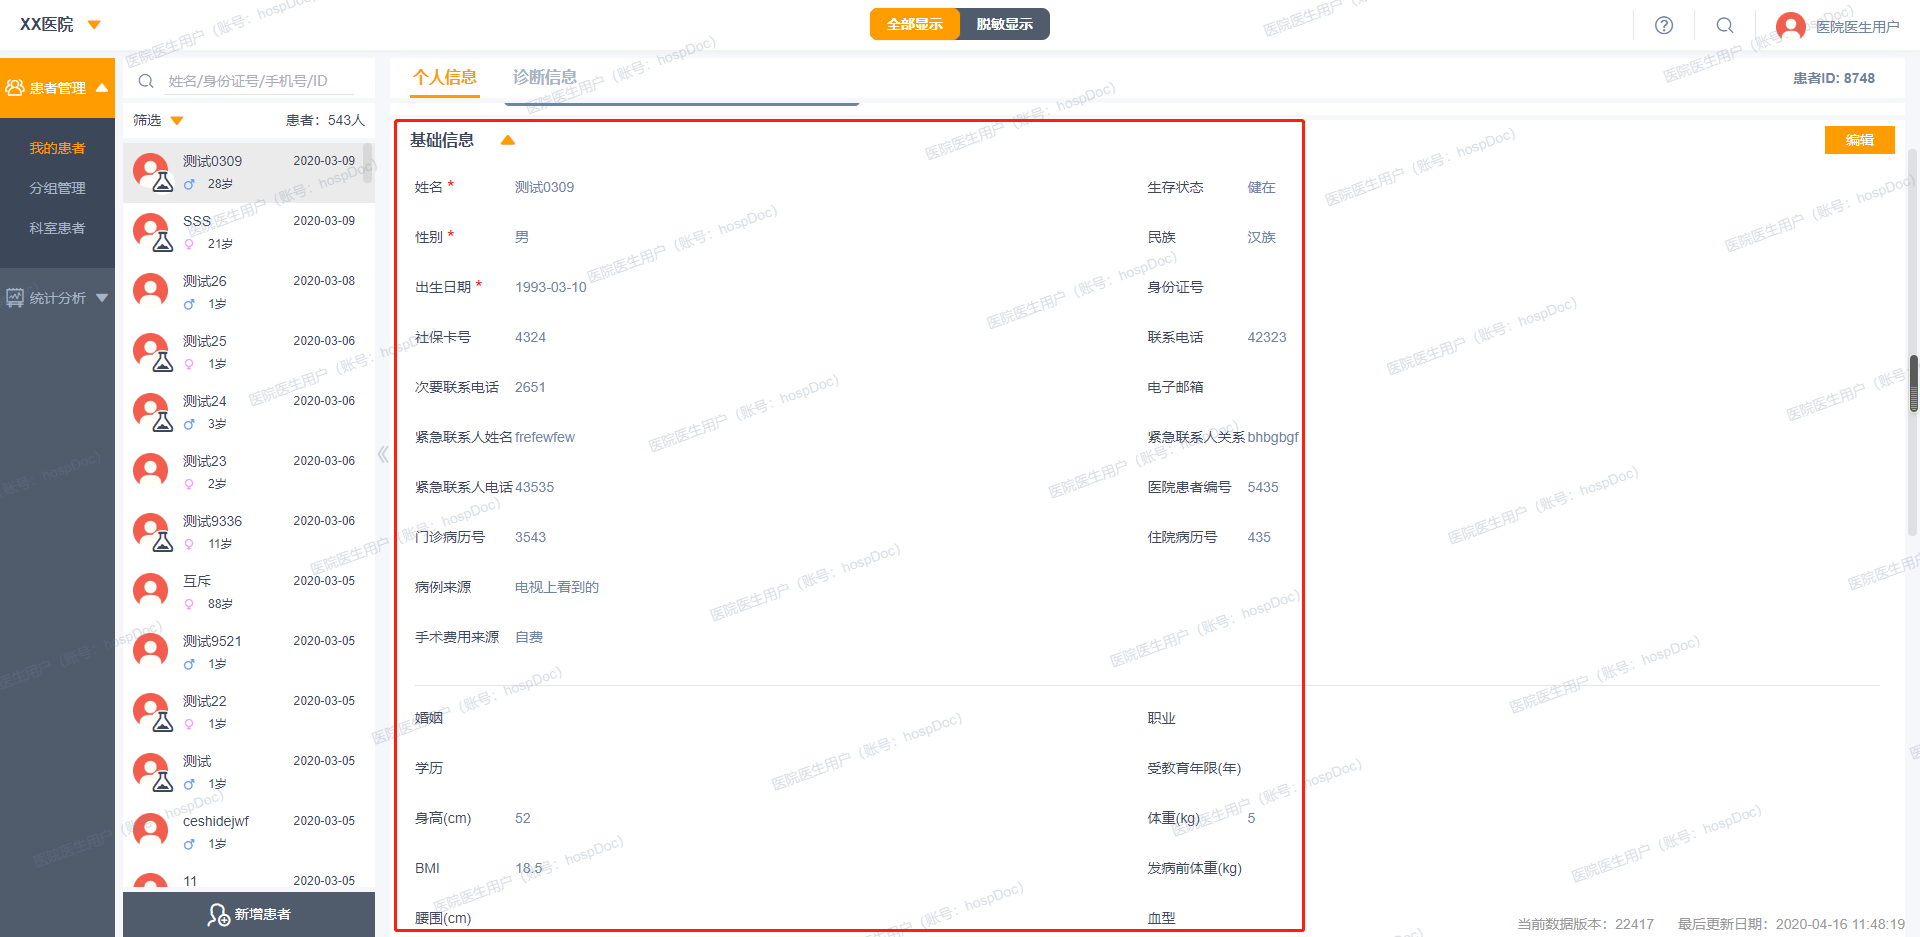 XX医院
全部显示 脱敏显示
医院医生用户
患者管理
我的患者
分组管理
科室患者
统计分析
姓名/身份证号/手机号/ID
筛选 患者：543人
测试0309 2020-03-09
28岁
SSS 2020-03-09
21岁
测试26 2020-03-08
1岁
测试25 2020-03-06
1岁
测试24 2020-03-06
3岁
测试23 2020-03-06
2岁
测试9336 2020-03-06
11岁
互斥 2020-03-05
88岁
测试9521 2020-03-05
1岁
测试22 2020-03-05
1岁
测试 2020-03-05
1岁
ceshidejwf 2020-03-05
1岁
11 2020-03-05
新增患者
个人信息 诊断信息 患者ID: 8748
基础信息 编辑
姓名 * 测试0309 生存状态 健在
性别 * 男 民族 汉族
出生日期 * 1993-03-10 身份证号
社保卡号 4324 联系电话 42323
次要联系电话 2651 电子邮箱
紧急联系人姓名 frefewfew 紧急联系人关系 bhbgbgf
紧急联系人电话 43535 医院患者编号 5435
门诊病历号 3543 住院病历号 435
病例来源 电视上看到的
手术费用来源 自费
婚姻 职业
学历 受教育年限(年)
身高(cm) 52 体重(kg) 5
BMI 18.5 发病前体重(kg)
腰围(cm) 血型
当前数据版本：22417 最后更新日期：2020-04-16 11:48:19
医院医生用户（账号：hospDoc）